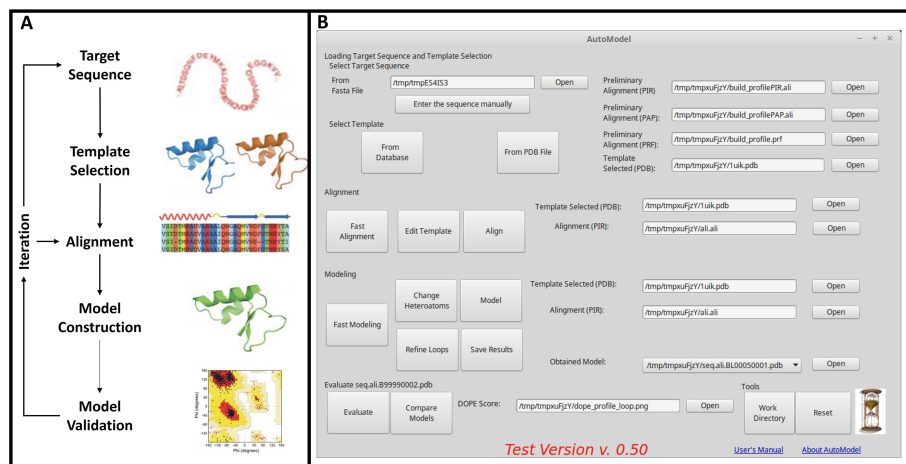 A
Target
Sequence
Template
Selection
Alignment
Iteration
Model
Construction
Model
Validation
Psi (degrees)
Phi (degrees)
B
AutoModel
Loading Target Sequence and Template Selection
Select Target Sequence
From
Fasta File
/tmp/tmpES4IS3
Open
Enter the sequence manually
Select Template
From
Database
From PDB File
Preliminary
Alignment (PIR)
/tmp/tmpxuFjzY/build_profilePIR.ali
Open
Preliminary
Alignment (PAP):
/tmp/tmpxuFjzY/build_profilePAP.ali
Open
Preliminary
Alignment (PRF):
/tmp/tmpxuFjzY/build_profile.prf
Open
Template
Selected (PDB):
/tmp/tmpxuFjzY/1uik.pdb
Open
Alignment
Fast
Alignment
Edit Template
Align
Template Selected (PDB):
/tmp/tmpxuFjzY/1uik.pdb
Open
Alignment (PIR):
/tmp/tmpxuFjzY/ali.ali
Open
Modeling
Fast Modeling
Change
Heteroatoms
Model
Refine Loops
Save Results
Template Selected (PDB):
/tmp/tmpxuFjzY/1uik.pdb
Open
Alingment (PIR):
/tmp/tmpxuFjzY/ali.ali
Open
Obtained Model:
/tmp/tmpxuFjzY/seq.ali.BL00050001.pdb
Open
Evaluate seq.ali.B99990002.pdb
Evaluate
Compare
Models
DOPE Score:
/tmp/tmpxuFjzY/dope_profile_loop.png
Open
Tools
Work
Directory
Reset
Test Version v. 0.50
User's Manual
About AutoModel